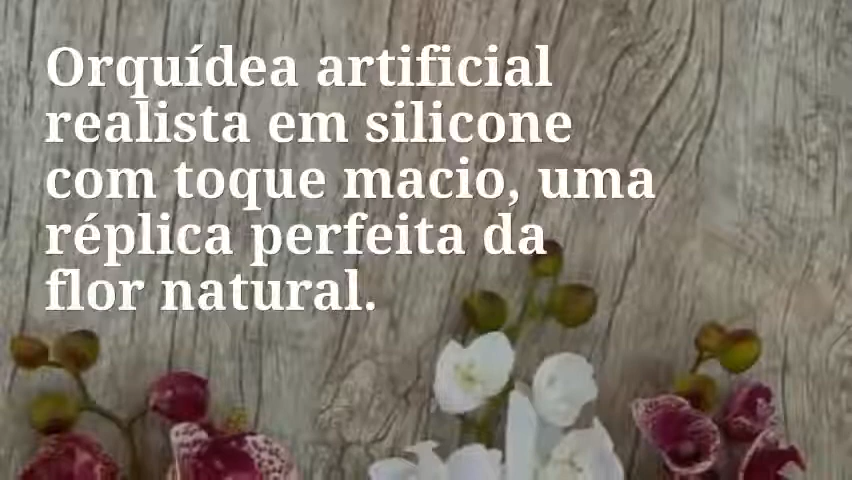 Orquídea artificial
realista em silicone
com toque macio, uma
réplica perfeita da
flor natural.